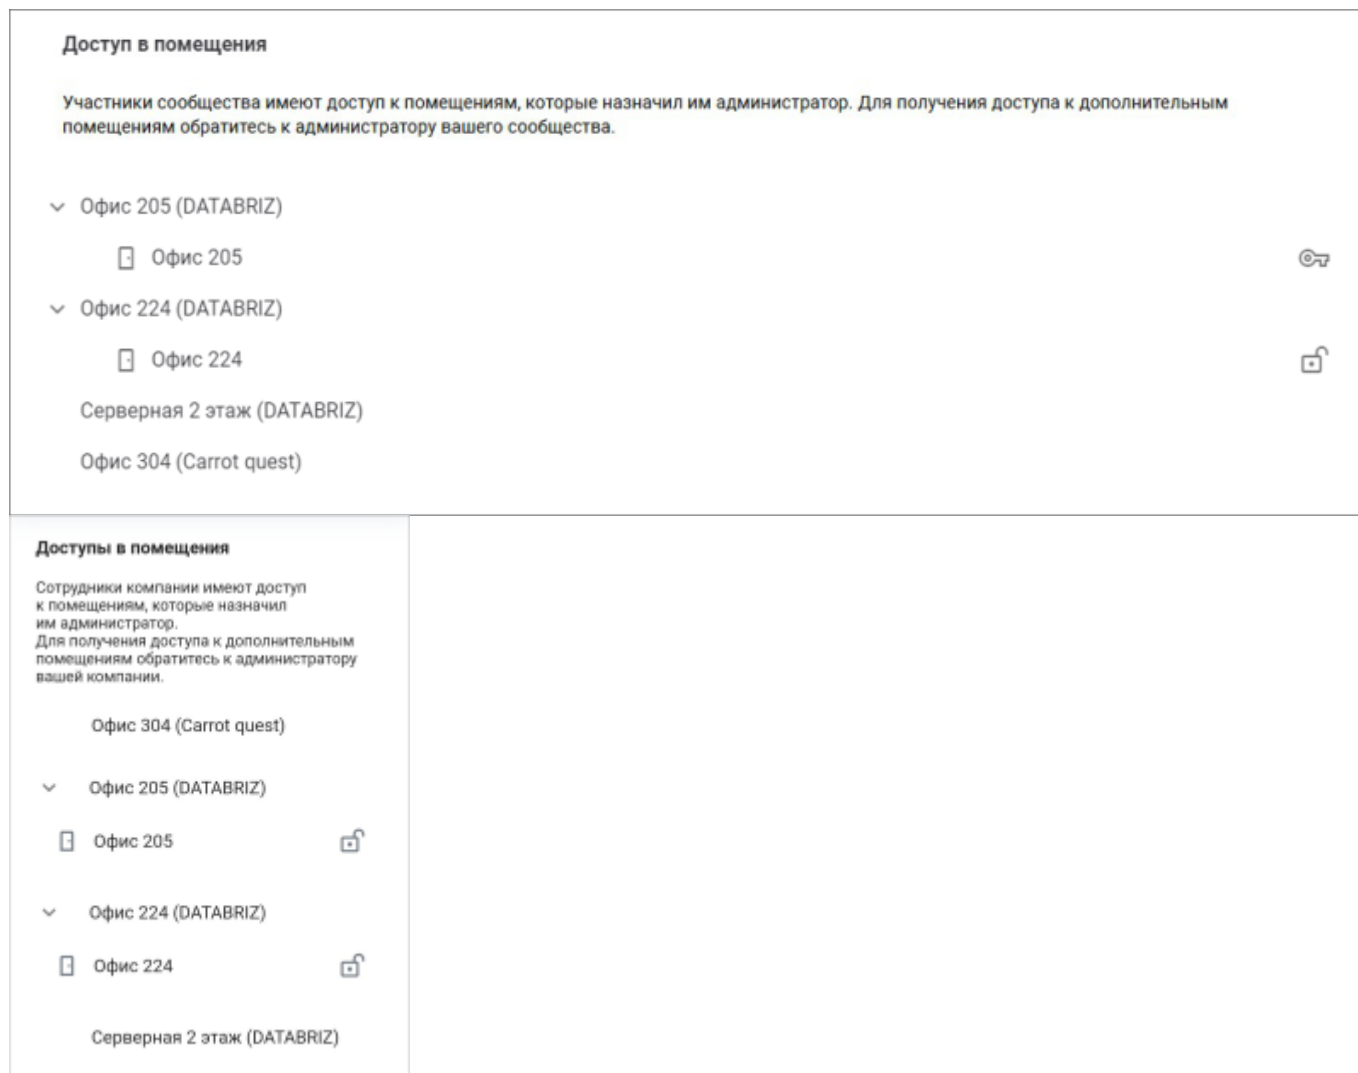 Доступ в помещения
Участники сообщества имеют доступ к помещениям, которые назначил им администратор. Для получения доступа к дополнительным
помещениям обратитесь к администратору вашего сообщества.
Офис 205 (DATABRIZ)
Офис 205
Офис 224 (DATABRIZ)
Офис 224
Серверная 2 этаж (DATABRIZ)
Офис 304 (Carrot quest)
Доступы в помещения
Сотрудники компании имеют доступ
к помещениям, которые назначил
им администратор.
Для получения доступа к дополнительным
помещениям обратитесь к администратору
вашей компании.
Офис 304 (Carrot quest)
Офис 205 (DATABRIZ)
Офис 205
Офис 224 (DATABRIZ)
Офис 224
Серверная 2 этаж (DATABRIZ)